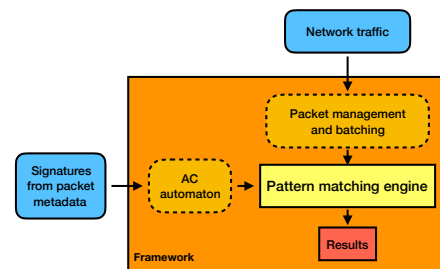 Network traffic
Packet management
and batching
Signatures
from packet
metadata
AC
automaton
Pattern matching engine
Results
Framework